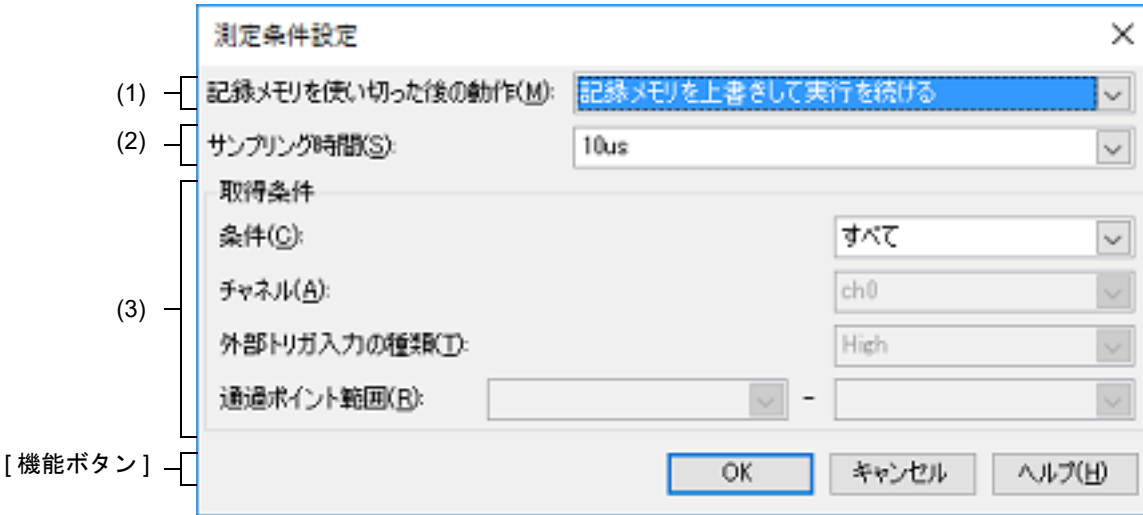 測定条件設定
(1) 記録メモリを使い切った後の動作(M): 記録メモリを上書きして実行を続ける
(2) サンプリング時間(S): 10us
取得条件
条件(C): すべて
チャネル(A): ch0
(3)
外部トリガ入力の種類(T): High
通過ポイント範囲(R): -
[機能ボタン] OK キャンセル ヘルプ(H)